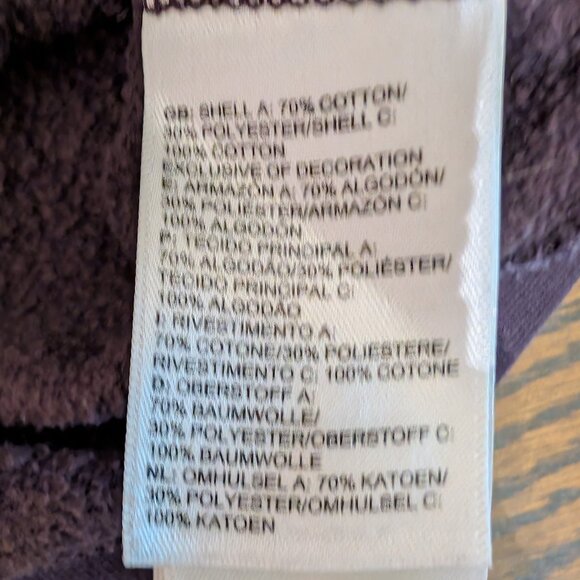 GB: SHELL A: 70% COTTON/
30% POLYESTER/SHELL C:
100% COTTON
EXCLUSIVE OF DECORATION
E: ARMAZÓN A: 70% ALGODÓN/
30% POLIÉSTER/ARMAZÓN C:
100% ALGODÓN
P: TECIDO PRINCIPAL A:
70% ALGODÃO/30% POLIÉSTER/
TECIDO PRINCIPAL C:
100% ALGODÃO
I: RIVESTIMENTO A:
70% COTONE/30% POLIESTERE/
RIVESTIMENTO C: 100% COTONE
D: OBERSTOFF A:
70% BAUMWOLLE/
30% POLYESTER/OBERSTOFF C:
100% BAUMWOLLE
NL: OMHULSEL A: 70% KATOEN/
30% POLYESTER/OMHULSEL C:
100% KATOEN